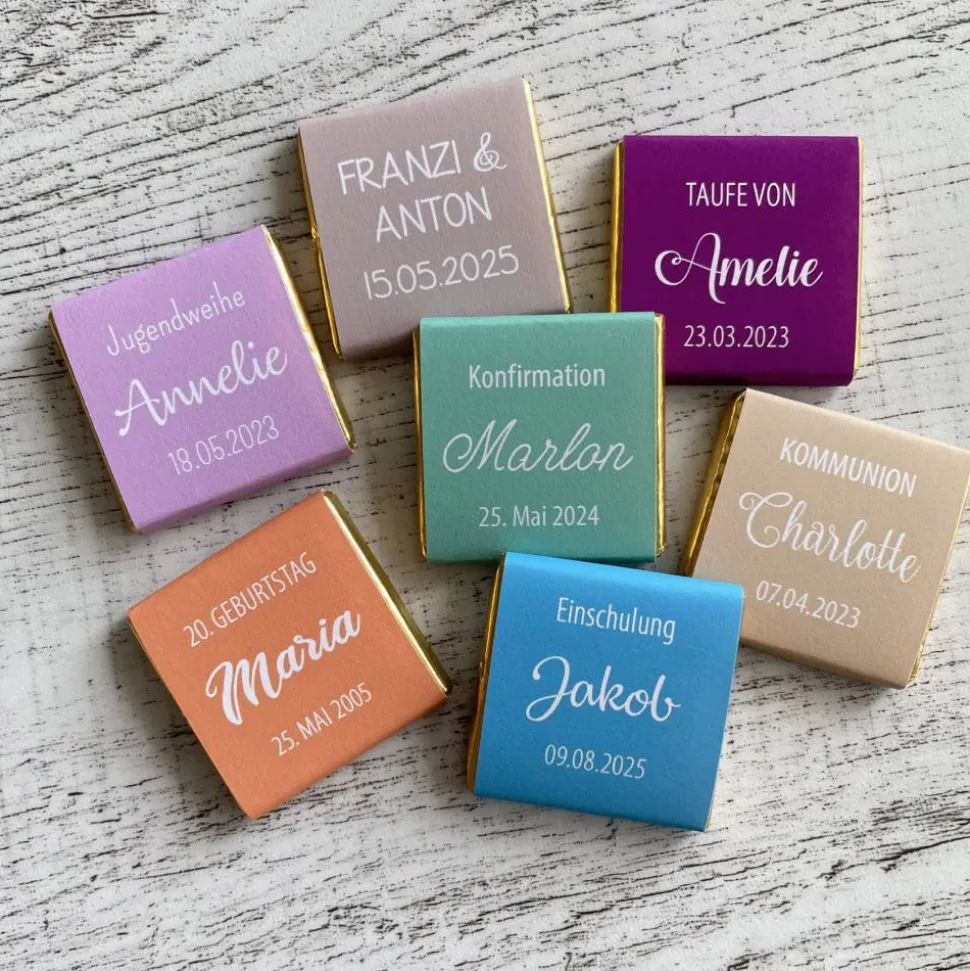 FRANZI &
ANTON
15.05.2025
TAUFE VON
Amelie
23.03.2023
Jugendweihe
Annelie
18.05.2023
Konfirmation
Marlon
25. Mai 2024
KOMMUNION
Charlotte
07.04.2023
20. GEBURTSTAG
Maria
25. MAI 2005
Einschulung
Jakob
09.08.2025